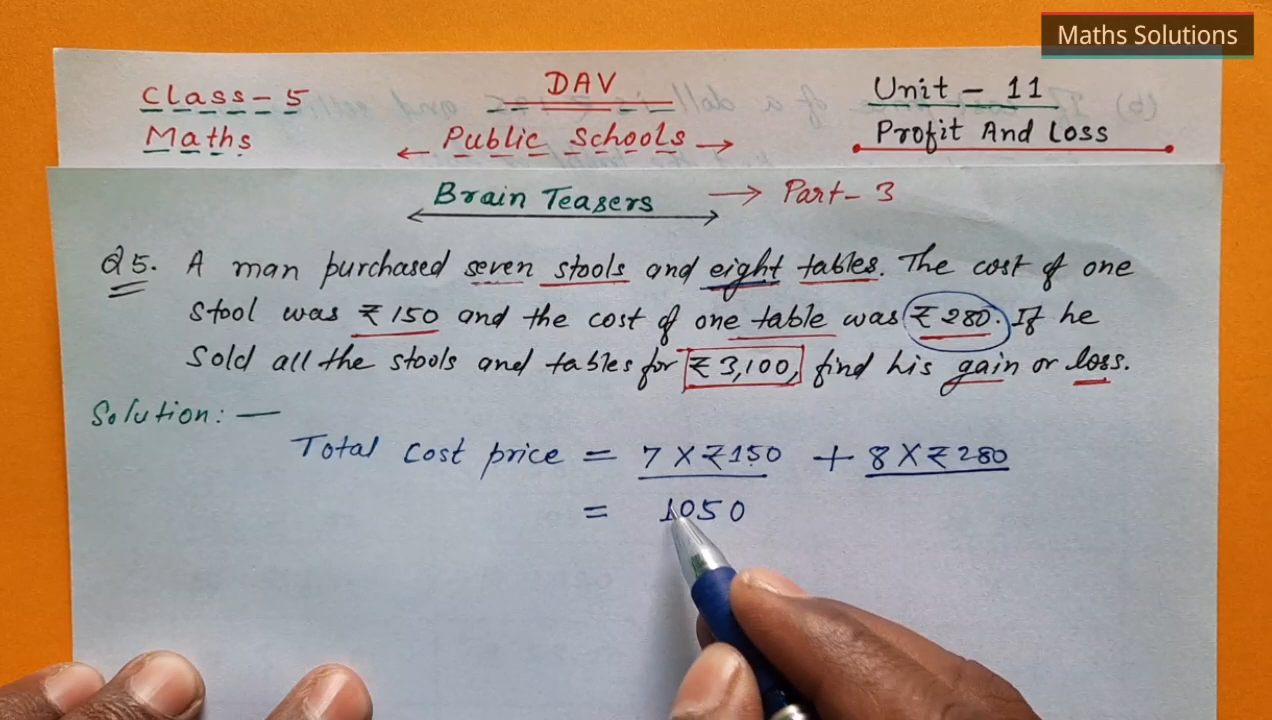 Maths Solutions
Class-5 DAV Unit - 11
Maths Public Schools Profit And Loss
Brain Teasers → Part-3
Q5. A man purchased seven stools and eight tables. The cost of one
Stool was ₹150 and the cost of one table was ₹280. If he
Sold all the stools and tables for ₹3,100, find his gain or loss.
Solution:—
Total Cost price = 7×₹150 + 8×₹280
= 1050